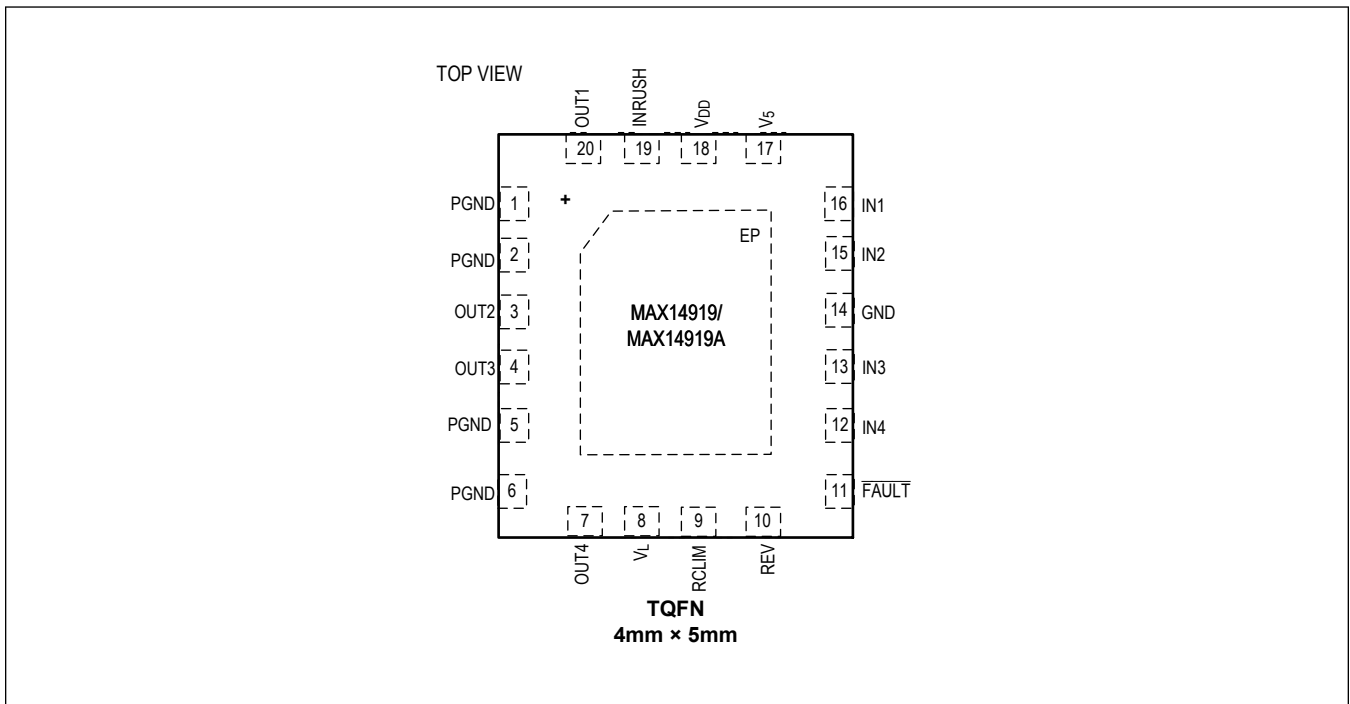 TOP VIEW
OUT1
INRUSH
VDD
V5
20
19
18
17
PGND 1
+
16 IN1
EP
PGND 2
15 IN2
OUT2 3
MAX14919/
MAX14919A
14 GND
OUT3 4
13 IN3
PGND 5
12 IN4
PGND 6
11 FAULT
7
8
9
10
OUT4
VL
RCLIM
REV
TQFN
4mm × 5mm